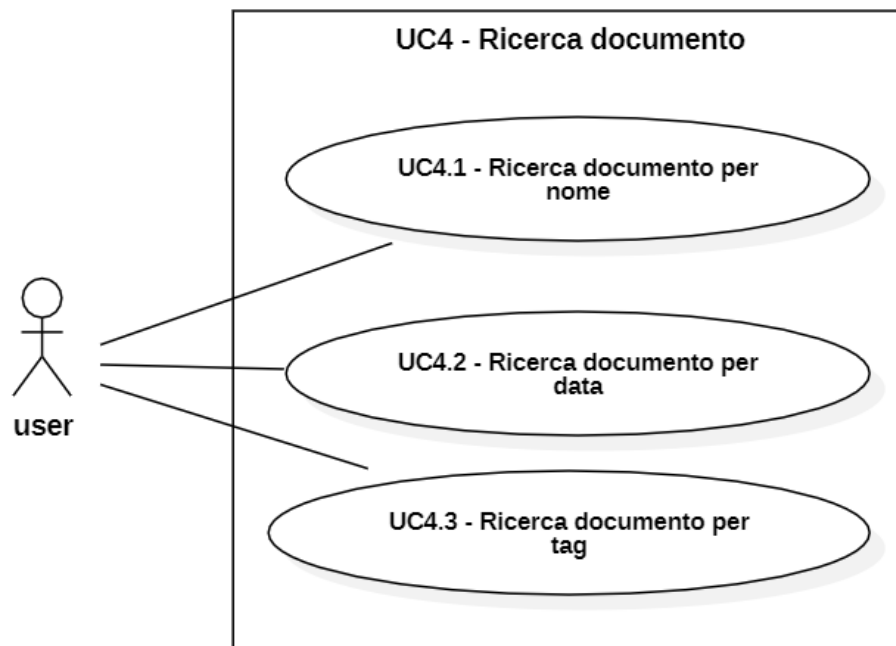 UC4 - Ricerca documento
UC4.1 - Ricerca documento per
nome
UC4.2 - Ricerca documento per
data
user
UC4.3 - Ricerca documento per
tag